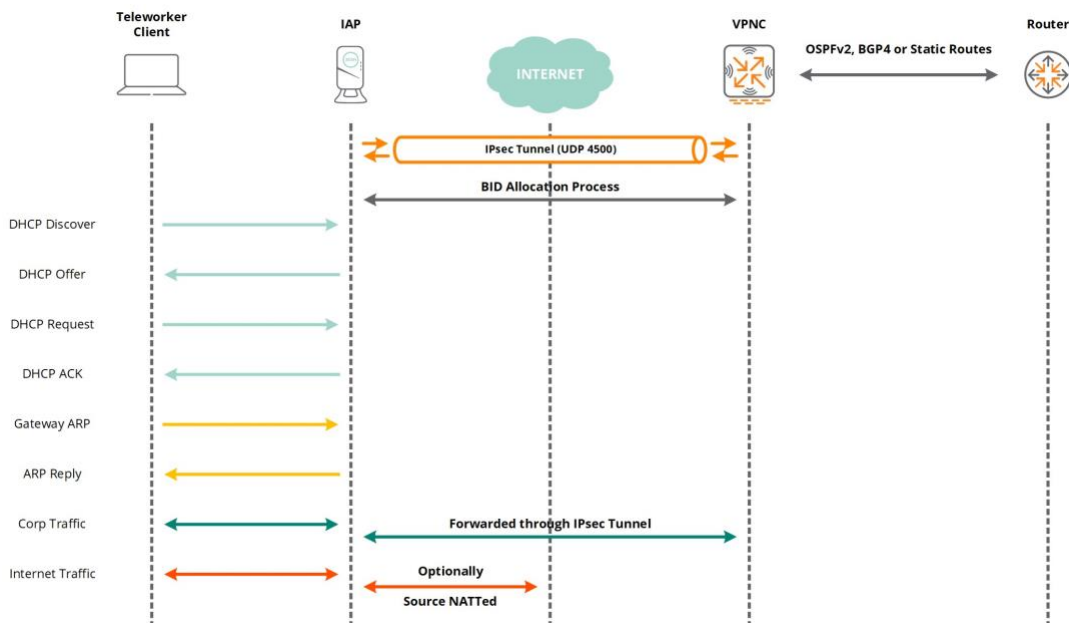 Teleworker
Client
IAP
VPNC
Router
INTERNET
OSPFv2, BGP4 or Static Routes
IPsec Tunnel (UDP 4500)
BID Allocation Process
DHCP Discover
DHCP Offer
DHCP Request
DHCP ACK
Gateway ARP
ARP Reply
Corp Traffic
Forwarded through IPsec Tunnel
Internet Traffic
Optionally
Source NATTed